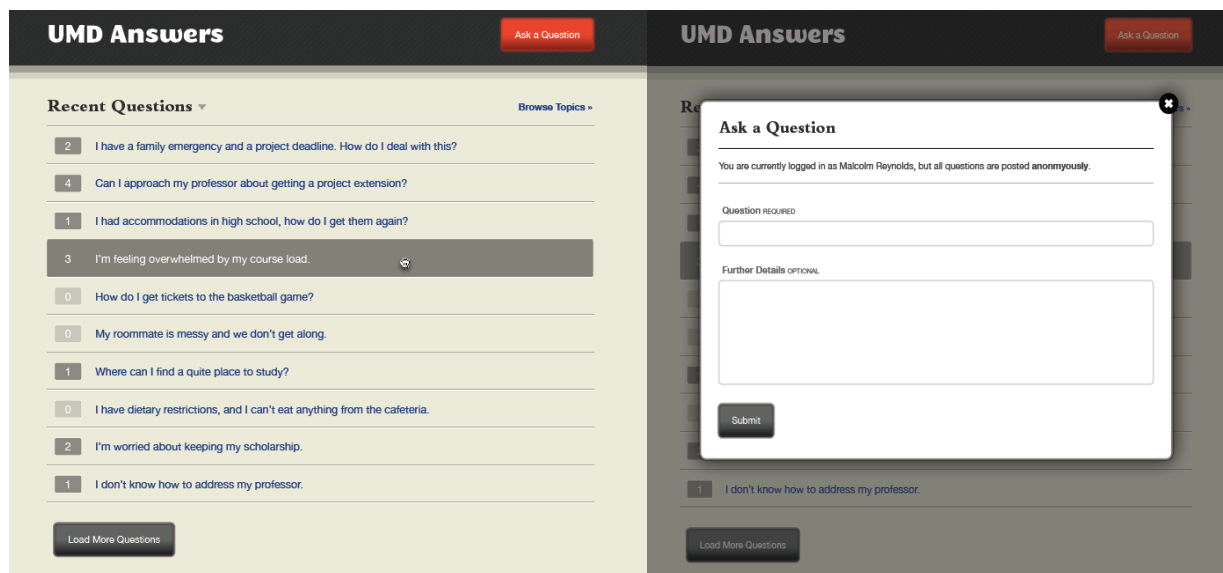 UMD Answers
Ask a Question
Recent Questions
Browse Topics »
2 I have a family emergency and a project deadline. How do I deal with this?
4 Can I approach my professor about getting a project extension?
1 I had accommodations in high school, how do I get them again?
3 I'm feeling overwhelmed by my course load.
0 How do I get tickets to the basketball game?
0 My roommate is messy and we don't get along.
1 Where can I find a quite place to study?
0 I have dietary restrictions, and I can't eat anything from the cafeteria.
2 I'm worried about keeping my scholarship.
1 I don't know how to address my professor.
Load More Questions
UMD Answers
Ask a Question
Ask a Question
You are currently logged in as Malcolm Reynolds, but all questions are posted anonmyously.
Question REQUIRED
Further Details OPTIONAL
Submit
1 I don't know how to address my professor.
Load More Questions